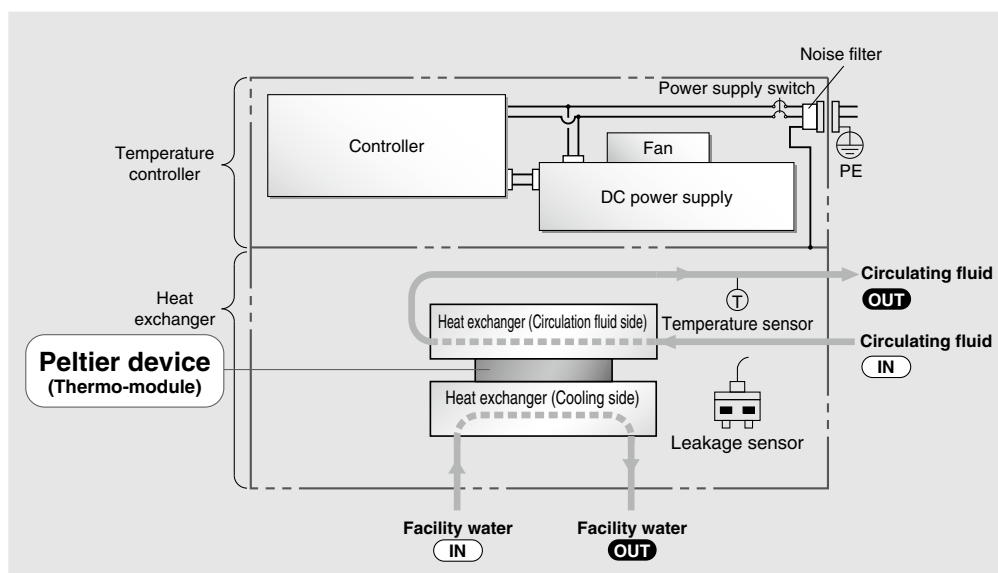 Noise filter
Power supply switch
Controller
Fan
Temperature
controller
PE
DC power supply
Circulating fluid
OUT
Heat
exchanger
T
Heat exchanger (Circulation fluid side)
Temperature sensor
Circulating fluid
IN
Peltier device
(Thermo-module)
Heat exchanger (Cooling side)
Leakage sensor
Facility water
IN
Facility water
OUT